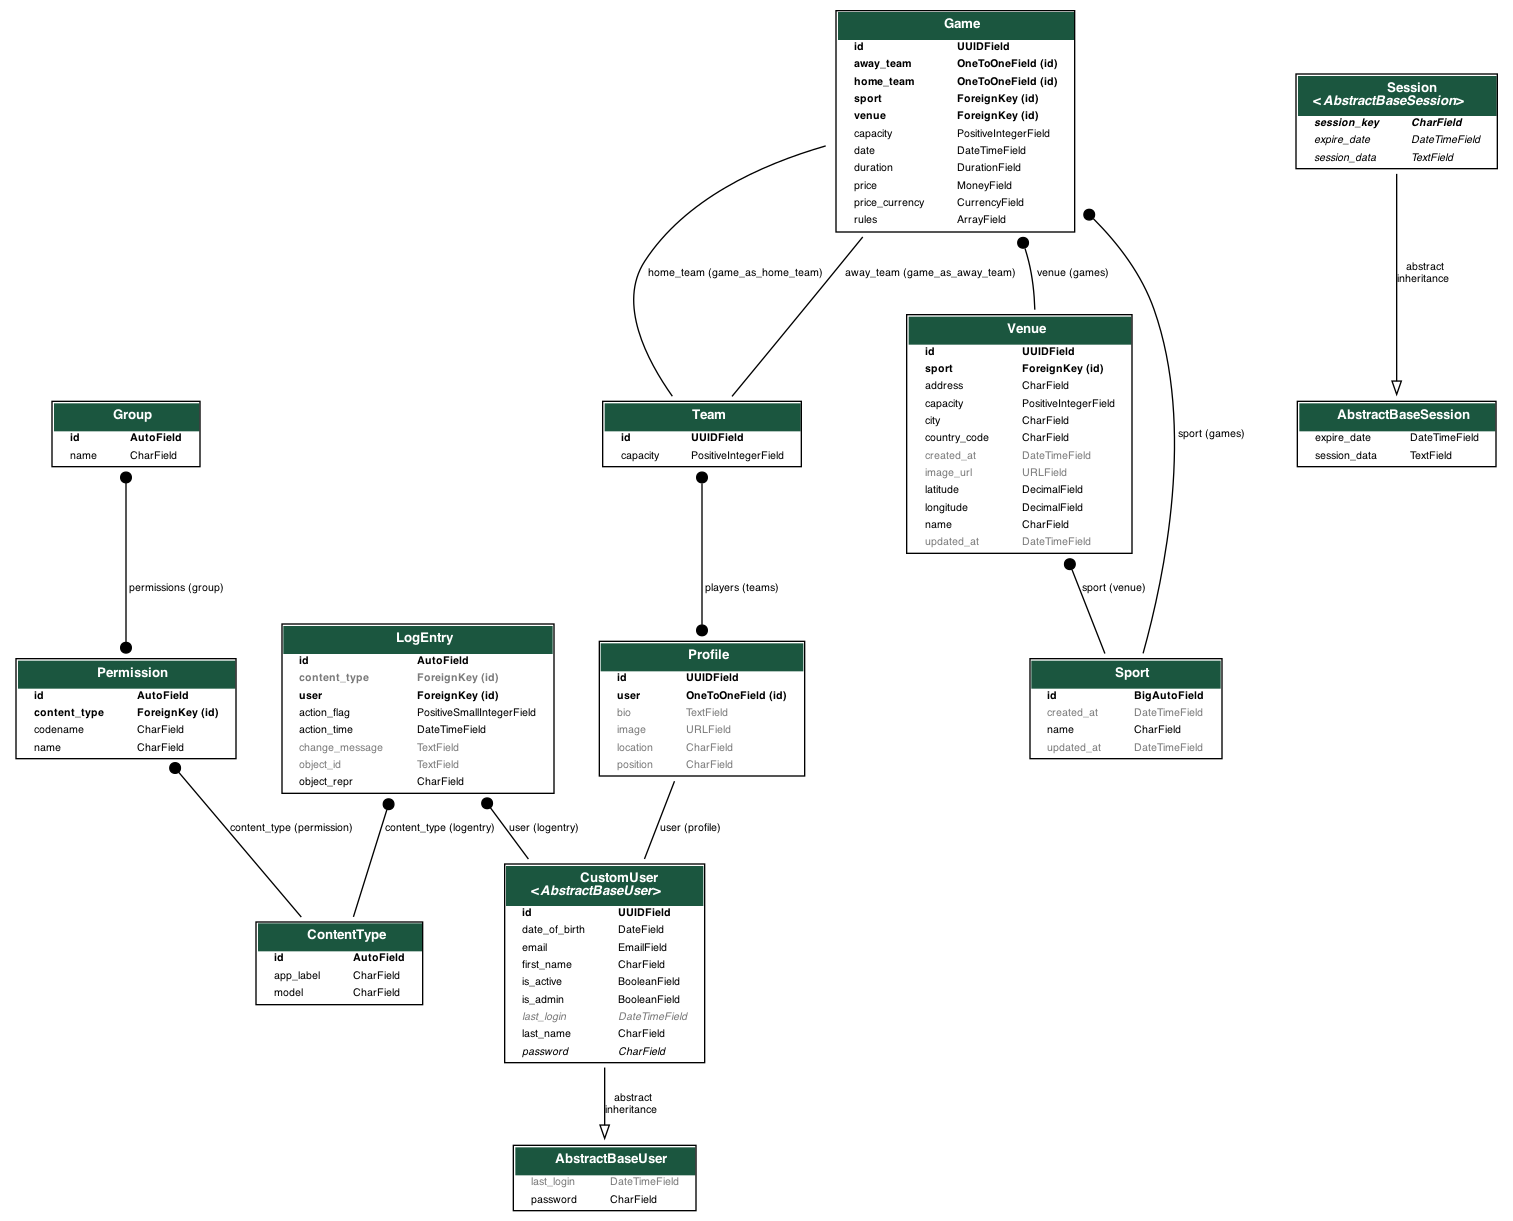 Game
id UUIDField
away_team OneToOneField (id)
home_team OneToOneField (id)
sport ForeignKey (id)
venue ForeignKey (id)
capacity PositiveIntegerField
date DateTimeField
duration DurationField
price MoneyField
price_currency CurrencyField
rules ArrayField
Session
<AbstractBaseSession>
session_key CharField
expire_date DateTimeField
session_data TextField
home_team (game_as_home_team)
away_team (game_as_away_team)
venue (games)
abstract
inheritance
Venue
id UUIDField
sport ForeignKey (id)
address CharField
capacity PositiveIntegerField
city CharField
country_code CharField
created_at DateTimeField
image_url URLField
latitude DecimalField
longitude DecimalField
name CharField
updated_at DateTimeField
Group
id AutoField
name CharField
Team
id UUIDField
capacity PositiveIntegerField
sport (games)
AbstractBaseSession
expire_date DateTimeField
session_data TextField
permissions (group)
players (teams)
sport (venue)
Permission
id AutoField
content_type ForeignKey (id)
codename CharField
name CharField
LogEntry
id AutoField
content_type ForeignKey (id)
user ForeignKey (id)
action_flag PositiveSmallIntegerField
action_time DateTimeField
change_message TextField
object_id TextField
object_repr CharField
Profile
id UUIDField
user OneToOneField (id)
bio TextField
image URLField
location CharField
position CharField
Sport
id BigAutoField
created_at DateTimeField
name CharField
updated_at DateTimeField
content_type (permission)
content_type (logentry)
user (logentry)
user (profile)
ContentType
id AutoField
app_label CharField
model CharField
CustomUser
<AbstractBaseUser>
id UUIDField
date_of_birth DateField
email EmailField
first_name CharField
is_active BooleanField
is_admin BooleanField
last_login DateTimeField
last_name CharField
password CharField
abstract
inheritance
AbstractBaseUser
last_login DateTimeField
password CharField